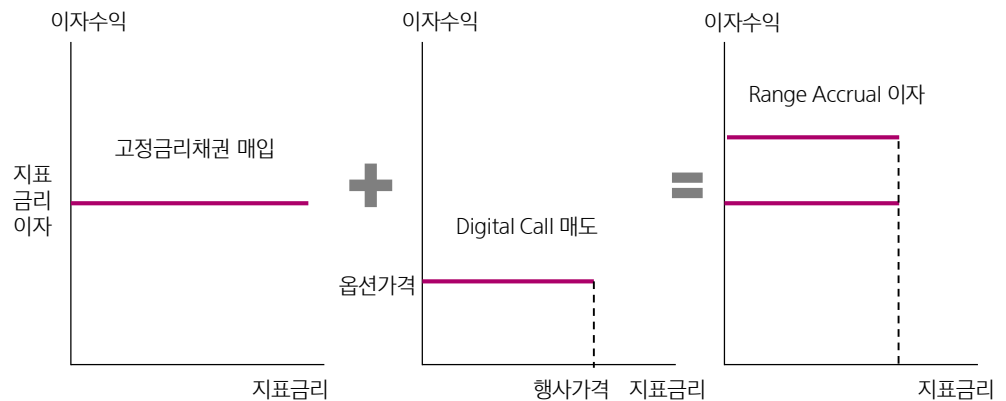 이자수익
고정금리채권 매입
지표
금리
이자
지표금리
이자수익
Digital Call 매도
옵션가격
행사가격
지표금리
이자수익
Range Accrual 이자
지표금리